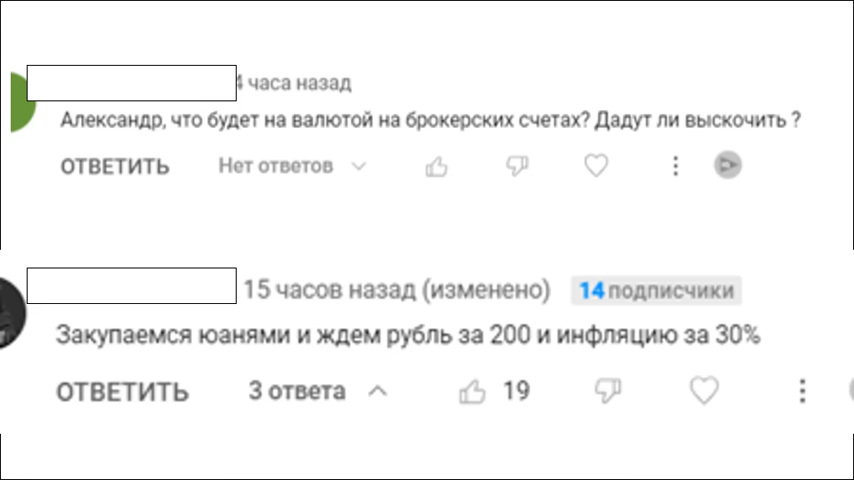 4 часа назад
Александр, что будет на валютой на брокерских счетах? Дадут ли выскочить ?
ОТВЕТИТЬ Нет ответов
15 часов назад (изменено) 14 подписчики
Закупаемся юанями и ждем рубль за 200 и инфляцию за 30%
ОТВЕТИТЬ 3 ответа 19